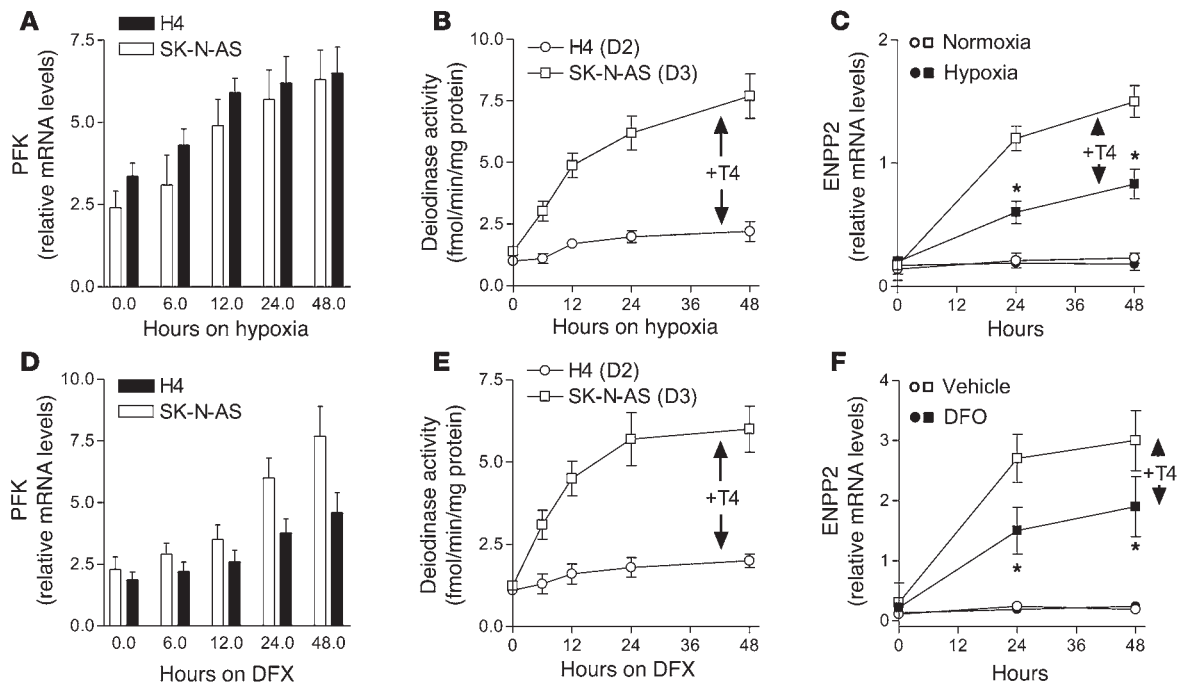 A
PFK
(relative mRNA levels)
H4
SK-N-AS
7.5
5.0
2.5
0.0
0.0 6.0 12.0 24.0 48.0
Hours on hypoxia
B
Deiodinase activity
(fmol/min/mg protein)
H4 (D2)
SK-N-AS (D3)
10.0
7.5
5.0
2.5
0.0
+T4
0 12 24 36 48
Hours on hypoxia
C
ENPP2
(relative mRNA levels)
Normoxia
Hypoxia
2
1
0
+T4
*
*
0 12 24 36 48
Hours
D
PFK
(relative mRNA levels)
H4
SK-N-AS
10.0
7.5
5.0
2.5
0.0
0.0 6.0 12.0 24.0 48.0
Hours on DFX
E
Deiodinase activity
(fmol/min/mg protein)
H4 (D2)
SK-N-AS (D3)
7.5
5.0
2.5
0.0
+T4
0 12 24 36 48
Hours on DFX
F
ENPP2
(relative mRNA levels)
Vehicle
DFO
4
3
2
1
0
+T4
*
*
0 12 24 36 48
Hours